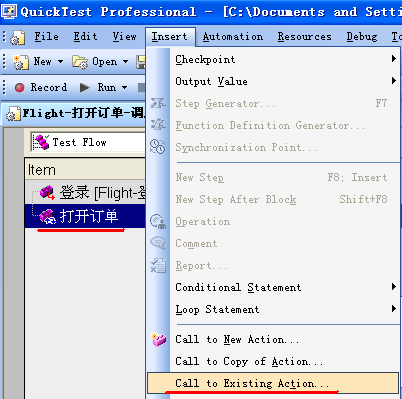 QuickTest Professional - [C:\Documents and Setti
File Edit View Insert Automation Resources Debug To
New Open
Record Run
Flight-打开订单-调
Test Flow
Item
登录 [Flight-登
打开订单
Checkpoint
Output Value
Step Generator... F7
Function Definition Generator...
Synchronization Point...
New Step F8; Insert
New Step After Block Shift+F8
Operation
Comment
Report...
Conditional Statement
Loop Statement
Call to New Action...
Call to Copy of Action...
Call to Existing Action...